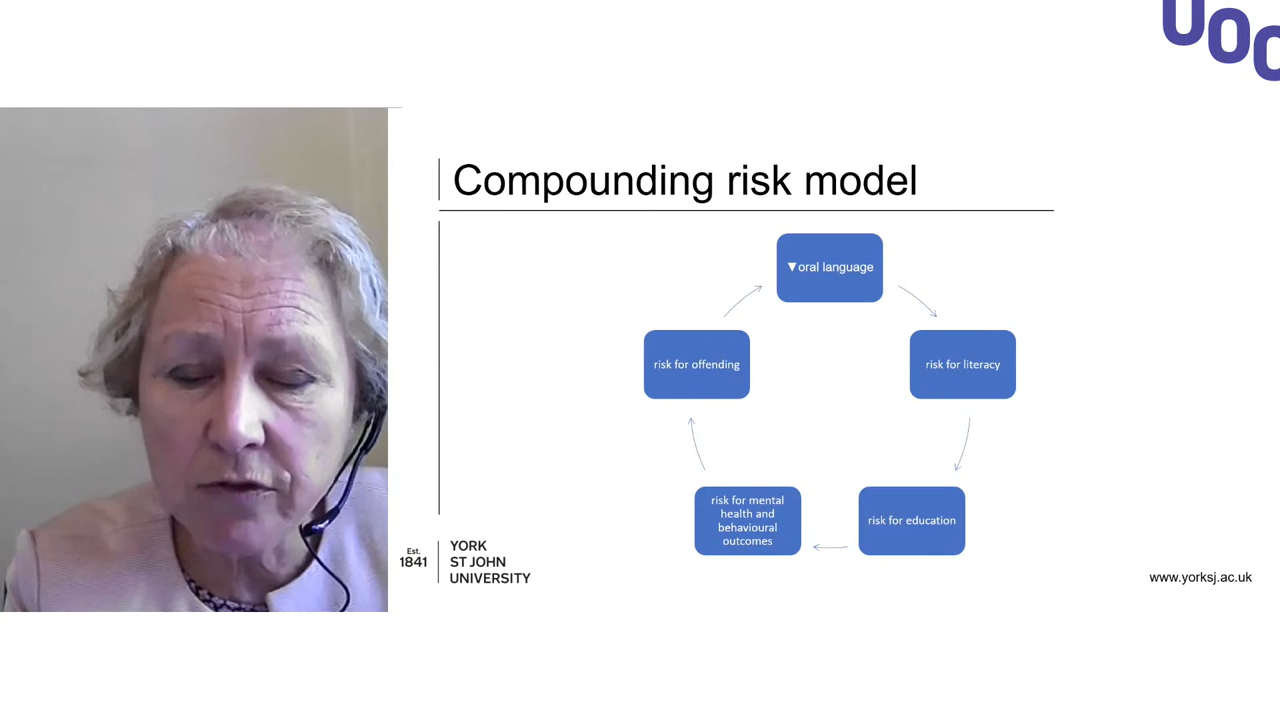 UOC
Compounding risk model
▼oral language
risk for offending
risk for literacy
risk for mental
health and
behavioural
outcomes
risk for education
Est.
1841
YORK
ST JOHN
UNIVERSITY
www.yorksj.ac.uk